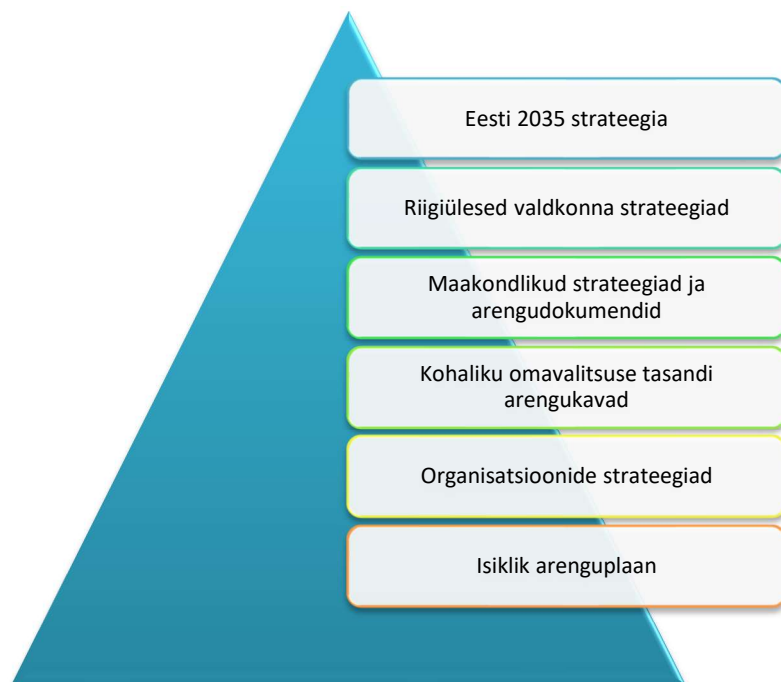 Eesti 2035 strateegia
Riigiülesed valdkonna strateegiad
Maakondlikud strateegiad ja
arengudokumendid
Kohaliku omavalitsuse tasandi
arengukavad
Organisatsioonide strateegiad
Isiklik arenguplaan